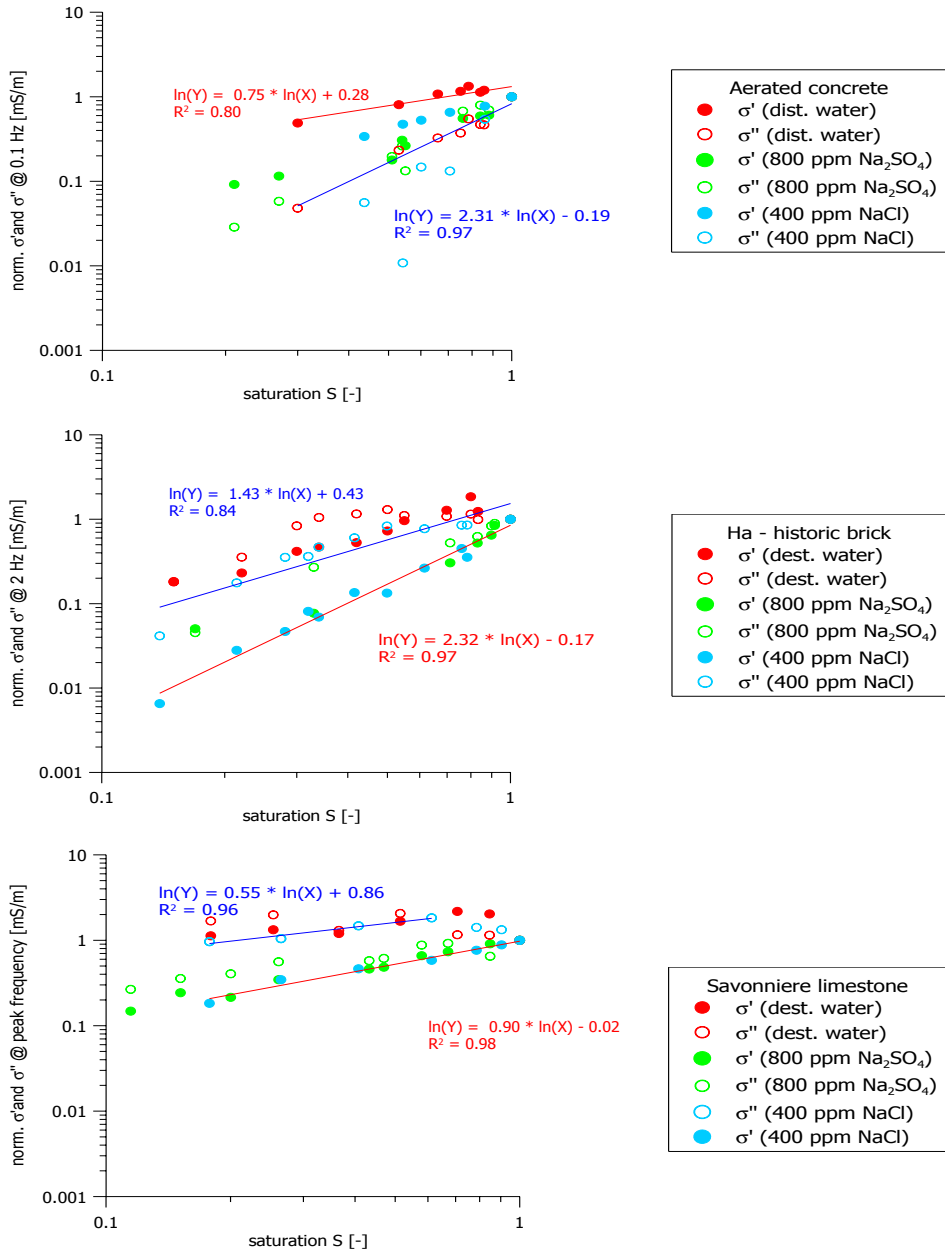 10
1
0.1
0.01
0.001
norm. σ'and σ'' @ 0.1 Hz [mS/m]
ln(Y) = 0.75 * ln(X) + 0.28
R² = 0.80
ln(Y) = 2.31 * ln(X) - 0.19
R² = 0.97
0.1
1
saturation S [-]
Aerated concrete
σ' (dist. water)
σ'' (dist. water)
σ' (800 ppm Na₂SO₄)
σ'' (800 ppm Na₂SO₄)
σ' (400 ppm NaCl)
σ'' (400 ppm NaCl)
10
1
0.1
0.01
0.001
norm. σ'and σ'' @ 2 Hz [mS/m]
ln(Y) = 1.43 * ln(X) + 0.43
R² = 0.84
ln(Y) = 2.32 * ln(X) - 0.17
R² = 0.97
0.1
1
saturation S [-]
Ha - historic brick
σ' (dest. water)
σ'' (dest. water)
σ' (800 ppm Na₂SO₄)
σ'' (800 ppm Na₂SO₄)
σ' (400 ppm NaCl)
σ'' (400 ppm NaCl)
10
1
0.1
0.01
0.001
norm. σ'and σ'' @ peak frequency [mS/m]
ln(Y) = 0.55 * ln(X) + 0.86
R² = 0.96
ln(Y) = 0.90 * ln(X) - 0.02
R² = 0.98
0.1
1
saturation S [-]
Savonniere limestone
σ' (dest. water)
σ'' (dest. water)
σ' (800 ppm Na₂SO₄)
σ'' (800 ppm Na₂SO₄)
σ'' (400 ppm NaCl)
σ' (400 ppm NaCl)